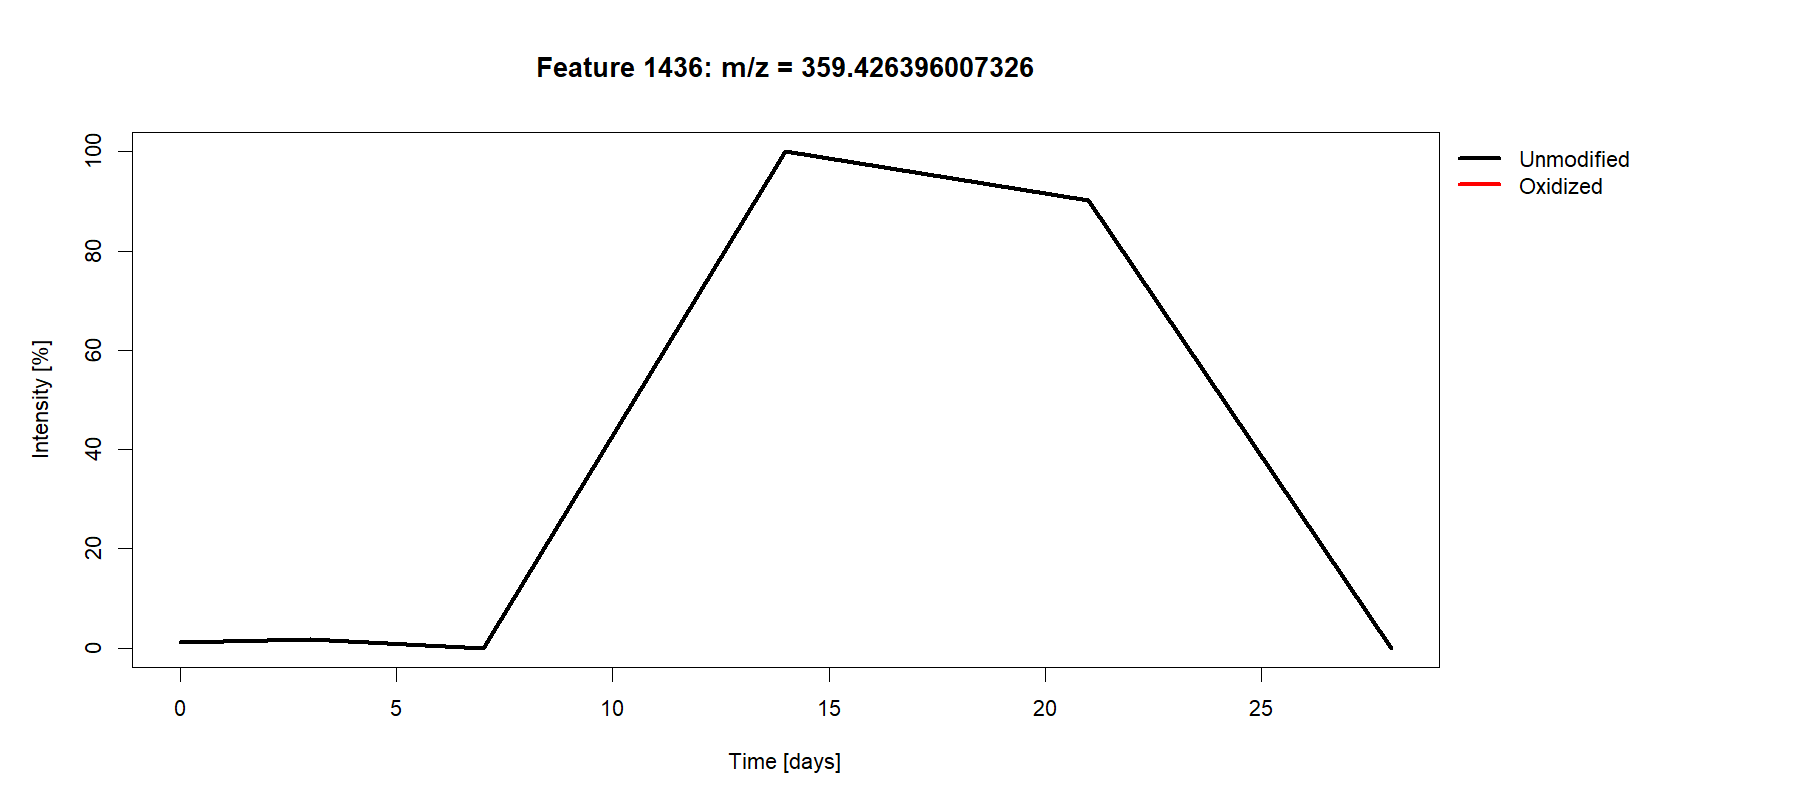 Feature 1436: m/z = 359.426396007326
Unmodified
Oxidized
Intensity [%]
100
80
60
40
20
0
0 5 10 15 20 25
Time [days]